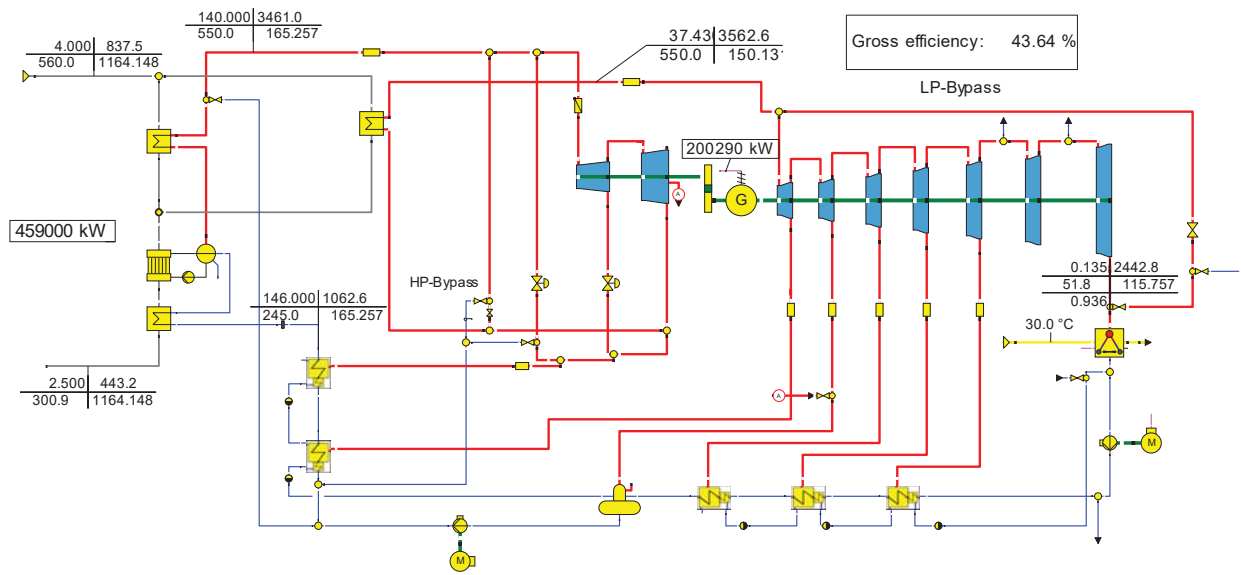 140.000 3461.0
550.0 165.257
4.000 837.5
560.0 1164.148
37.43 3562.6
550.0 150.13
Gross efficiency: 43.64 %
LP-Bypass
200290 kW
G
A
459000 kW
HP-Bypass
0.135 2442.8
51.8 115.757
0.936
146.000 1062.6
245.0 165.257
30.0 °C
2.500 443.2
300.9 1164.148
A
M
M